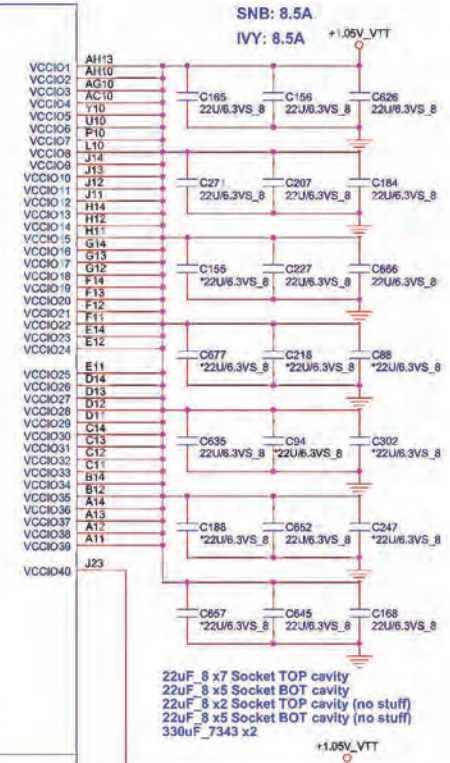 SNB: 8.5A
IVY: 8.5A
+1.05V_VTT
VCCIO1 AH13
VCCIO2 AH10
VCCIO3 AG10
VCCIO4 AC10
VCCIO5 Y10
VCCIO6 U10
VCCIO7 P10
VCCIO8 L10
VCCIO9 J14
VCCIO10 J13
VCCIO11 J12
VCCIO12 J11
VCCIO13 H14
VCCIO14 H12
VCCIO15 H11
VCCIO16 G14
VCCIO17 G13
VCCIO18 G12
VCCIO19 F14
VCCIO20 F13
VCCIO21 F12
VCCIO22 F11
VCCIO23 E14
VCCIO24 E12
VCCIO25 E11
VCCIO26 D14
VCCIO27 D13
VCCIO28 D12
VCCIO29 D11
VCCIO30 C14
VCCIO31 C13
VCCIO32 C12
VCCIO33 C11
VCCIO34 B14
VCCIO35 B12
VCCIO36 A14
VCCIO37 A13
VCCIO38 A12
VCCIO39 A11
VCCIO40 J23
C165 C156 C626
22U/6.3VS_8 22U/6.3VS_8 22U/6.3VS_8
C271 C207 C184
22U/6.3VS_8 22U/6.3VS_8 22U/6.3VS_8
C155 C227 C666
*22U/6.3VS_8 22U/6.3VS_8 22U/6.3VS_8
C677 C218 C88
*22U/6.3VS_8 *22U/6.3VS_8 *22U/6.3VS_8
C635 C94 C302
22U/6.3VS_8 *22U/6.3VS_8 *22U/6.3VS_8
C188 C652 C247
*22U/6.3VS_8 22U/6.3VS_8 *22U/6.3VS_8
C657 C645 C168
*22U/6.3VS_8 22U/6.3VS_8 22U/6.3VS_8
22uF_8 x7 Socket TOP cavity
22uF_8 x5 Socket BOT cavity
22uF_8 x2 Socket TOP cavity (no stuff)
22uF_8 x5 Socket BOT cavity (no stuff)
330uF_7343 x2
+1.05V_VTT